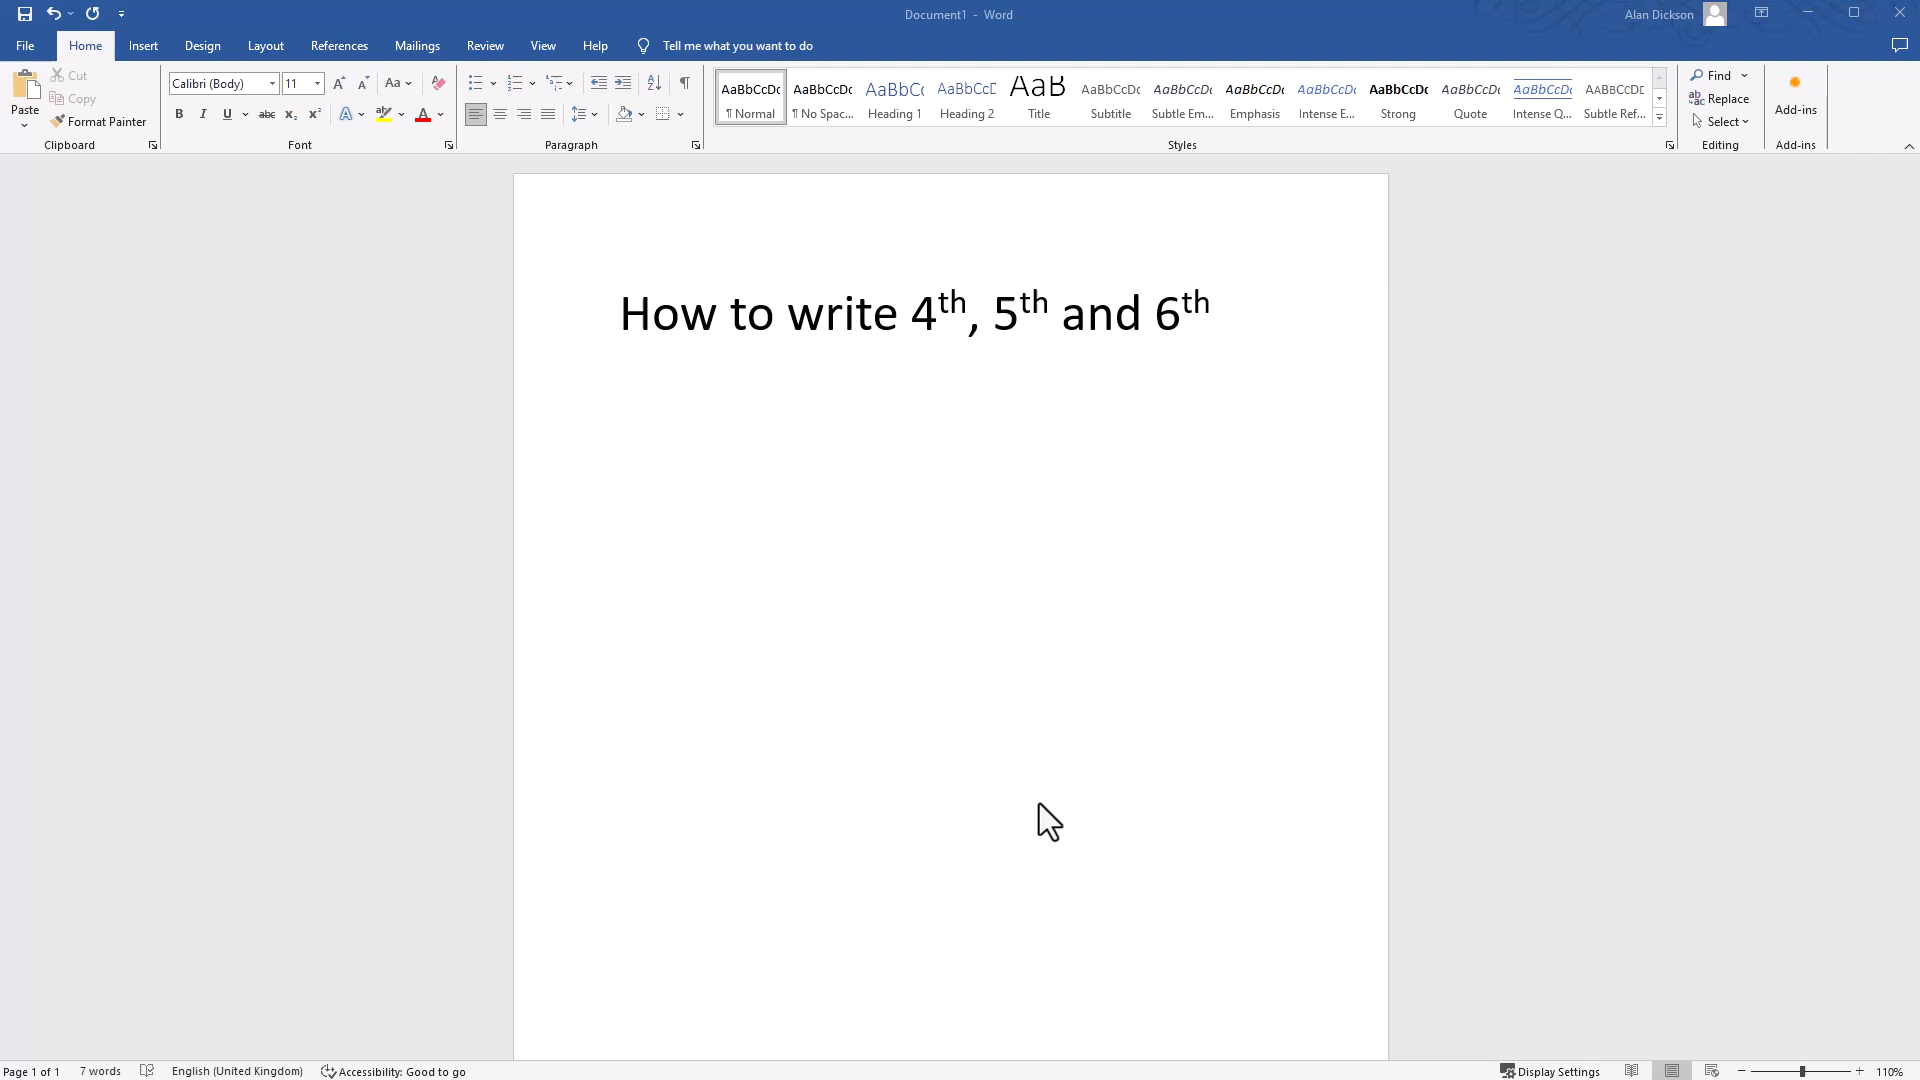 Document1 - Word
Alan Dickson
File Home Insert Design Layout References Mailings Review View Help Tell me what you want to do
Paste
Cut
Copy
Format Painter
Clipboard
Calibri (Body) 11
Font
Paragraph
AaBbCcDc AaBbCcDc AaBbCc AaBbCcD AaB AaBbCcDc AaBbCcDc AaBbCcDc AaBbCcDc AaBbCcDc AaBbCcDc AaBbCcDc AABBCCDE
¶ Normal ¶ No Spac... Heading 1 Heading 2 Title Subtitle Subtle Em... Emphasis Intense E... Strong Quote Intense Q... Subtle Ref...
Styles
Find
Replace
Select
Editing
Add-ins
Add-ins
How to write 4th, 5th and 6th
Page 1 of 1 7 words English (United Kingdom) Accessibility: Good to go Display Settings 110%